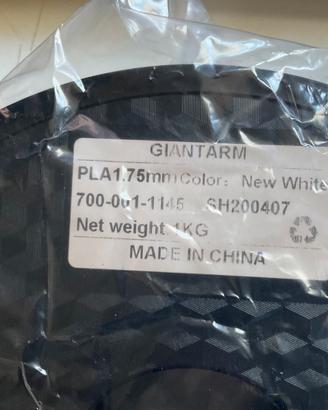 GIANTARM
PLA1.75mm Color: New White
700-001-1145 SH200407
Net weight 1KG
MADE IN CHINA